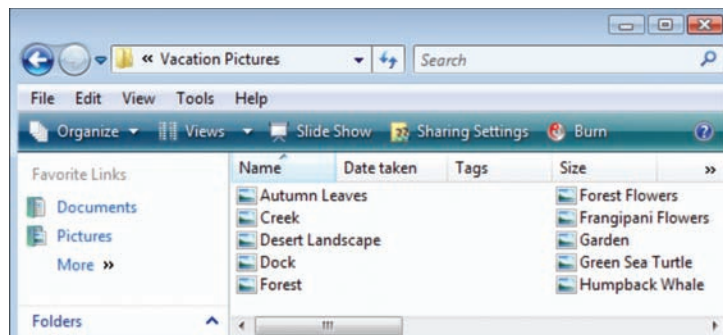 « Vacation Pictures Search
File Edit View Tools Help
Organize Views Slide Show Sharing Settings Burn ?
Favorite Links
Documents
Pictures
More »
Folders
Name Date taken Tags Size »
Autumn Leaves
Creek
Desert Landscape
Dock
Forest
Forest Flowers
Frangipani Flowers
Garden
Green Sea Turtle
Humpback Whale